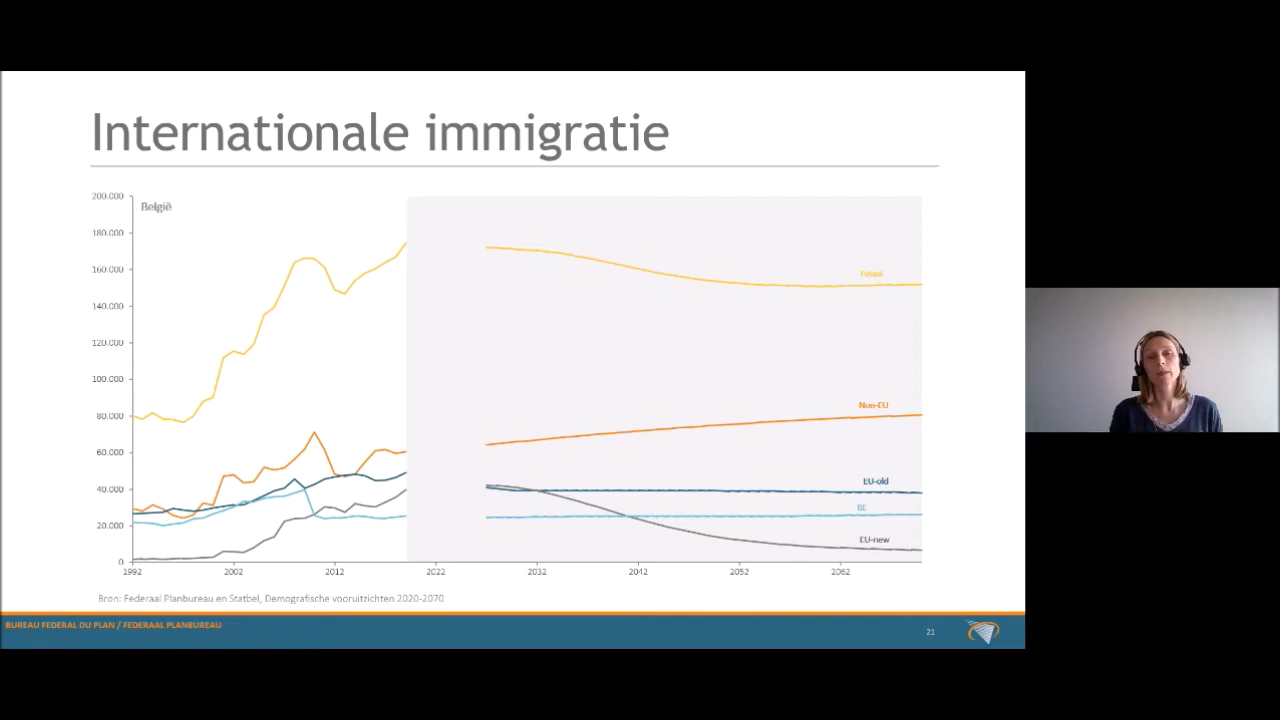 Internationale immigratie
200.000
België
180.000
160.000
140.000
120.000
100.000
80.000
60.000
40.000
20.000
0
Totaal
Non-EU
EU-old
BE
EU-new
1992
2002
2012
2022
2032
2042
2052
2062
Bron: Federaal Planbureau en Statbel, Demografische vooruitzichten 2020-2070
BUREAU FEDERAL DU PLAN / FEDERAAL PLANBUREAU
21